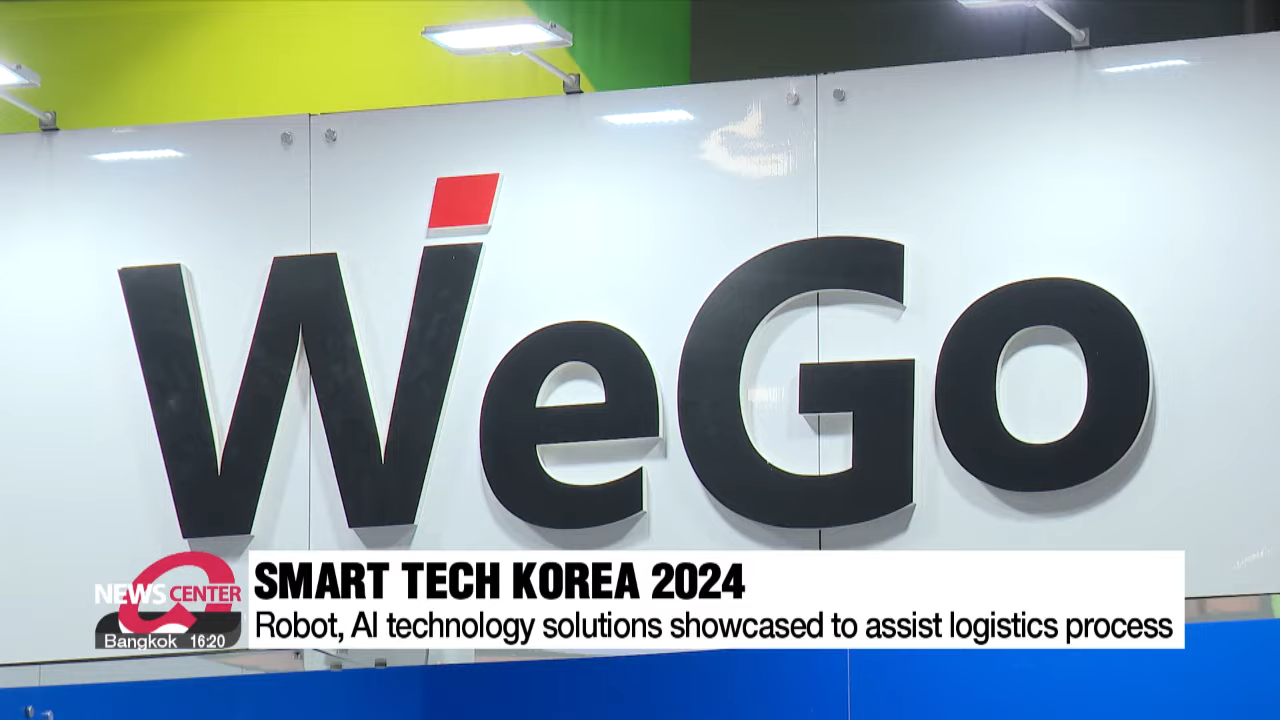 WeGo
SMART TECH KOREA 2024
NEWS CENTER
Robot, AI technology solutions showcased to assist logistics process
Bangkok 16:20